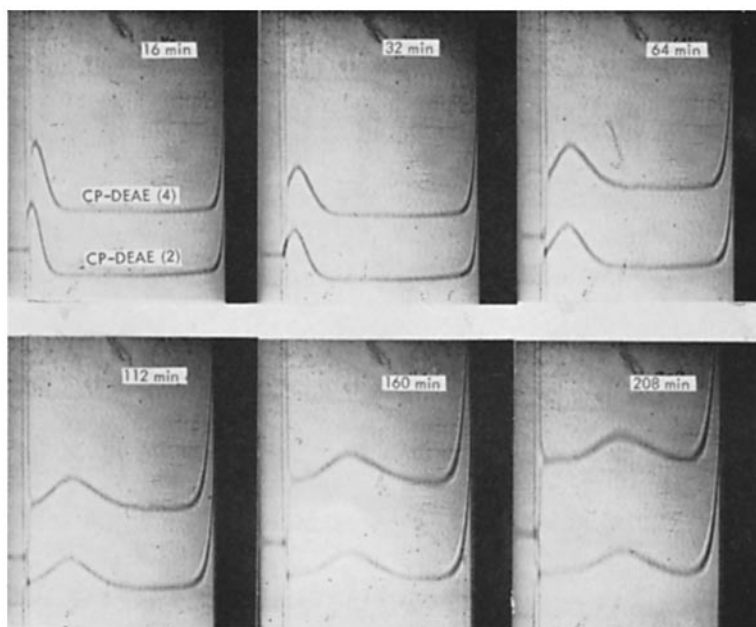 16 min
32 min
64 min
CP-DEAE (4)
CP-DEAE (2)
112 min
160 min
208 min